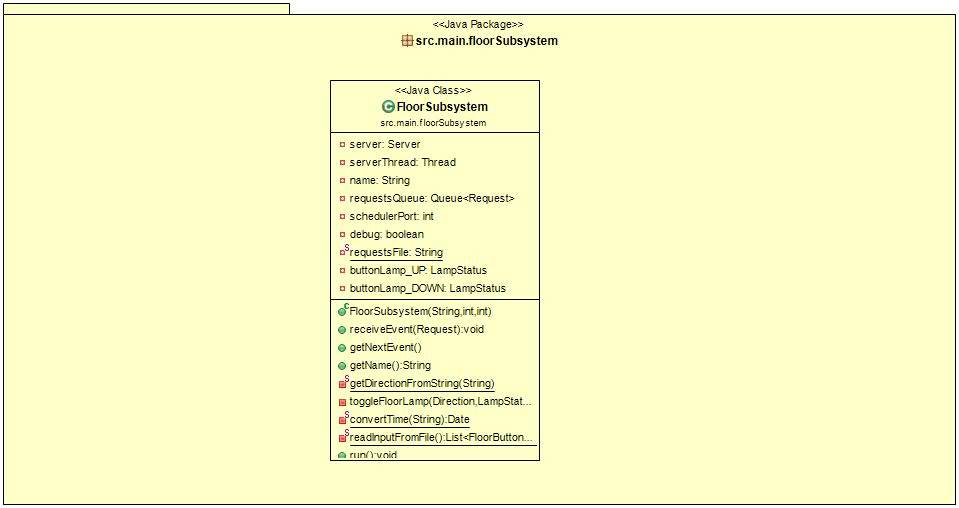 <<Java Package>>
src.main.floorSubsystem
<<Java Class>>
FloorSubsystem
src.main.floorSubsystem
server: Server
serverThread: Thread
name: String
requestsQueue: Queue<Request>
schedulerPort: int
debug: boolean
requestsFile: String
buttonLamp_UP: LampStatus
buttonLamp_DOWN: LampStatus
FloorSubsystem(String,int,int)
receiveEvent(Request):void
getNextEvent()
getName():String
getDirectionFromString(String)
toggleFloorLamp(Direction,LampStat...
convertTime(String):Date
readInputFromFile():List<FloorButton...
run():void